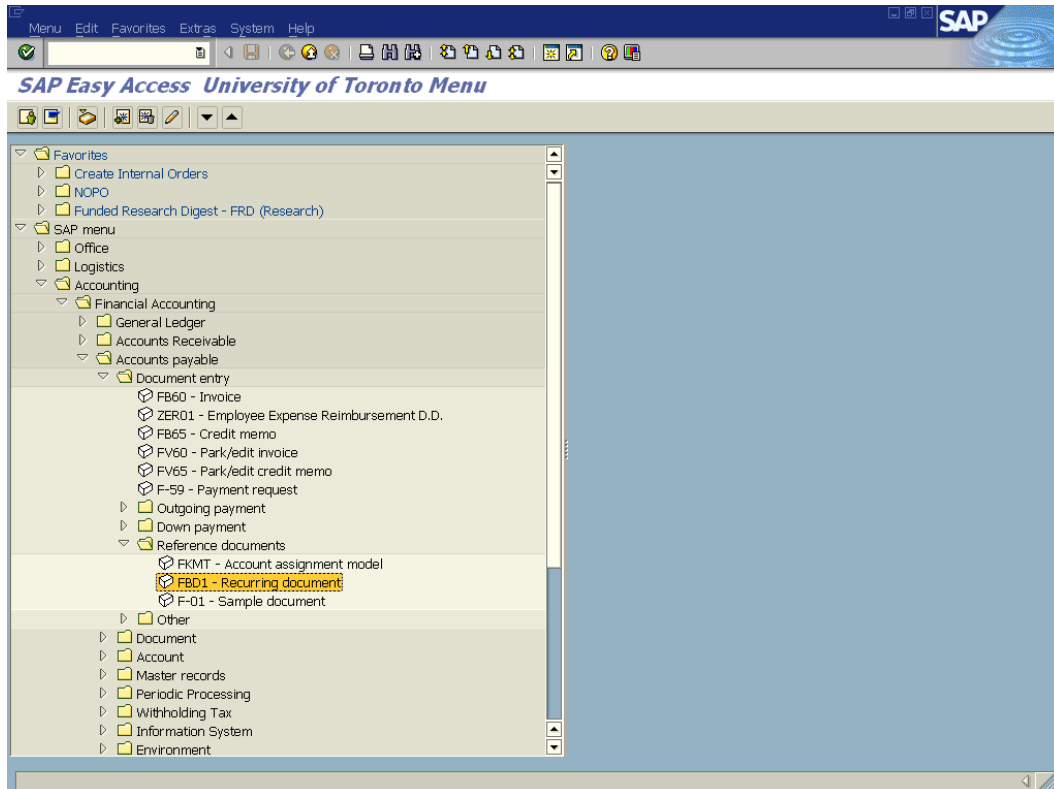 Menu Edit Favorites Extras System Help
SAP
SAP Easy Access University of Toronto Menu
Favorites
Create Internal Orders
NOPO
Funded Research Digest - FRD (Research)
SAP menu
Office
Logistics
Accounting
Financial Accounting
General Ledger
Accounts Receivable
Accounts payable
Document entry
FB60 - Invoice
ZER01 - Employee Expense Reimbursement D.D.
FB65 - Credit memo
FV60 - Park/edit invoice
FV65 - Park/edit credit memo
F-59 - Payment request
Outgoing payment
Down payment
Reference documents
FKMT - Account assignment model
FBD1 - Recurring document
F-01 - Sample document
Other
Document
Account
Master records
Periodic Processing
Withholding Tax
Information System
Environment